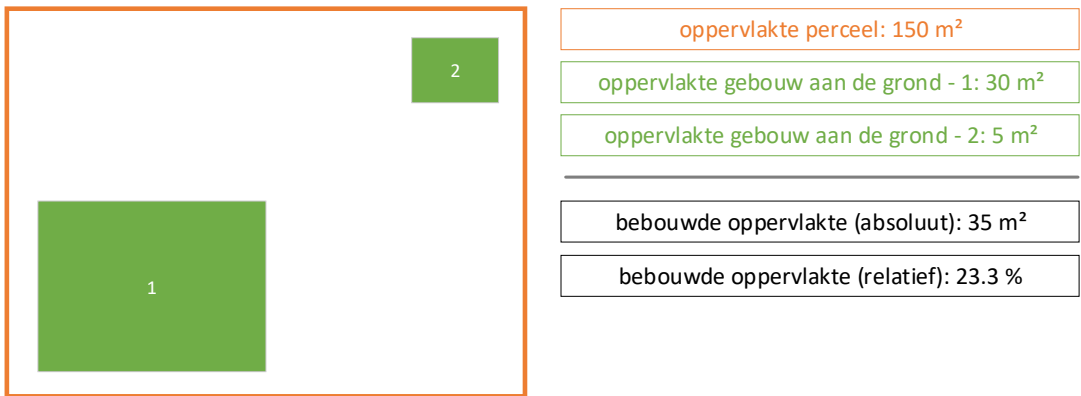 2
1
oppervlakte perceel: 150 m²
oppervlakte gebouw aan de grond - 1: 30 m²
oppervlakte gebouw aan de grond - 2: 5 m²
bebouwde oppervlakte (absoluut): 35 m²
bebouwde oppervlakte (relatief): 23.3 %